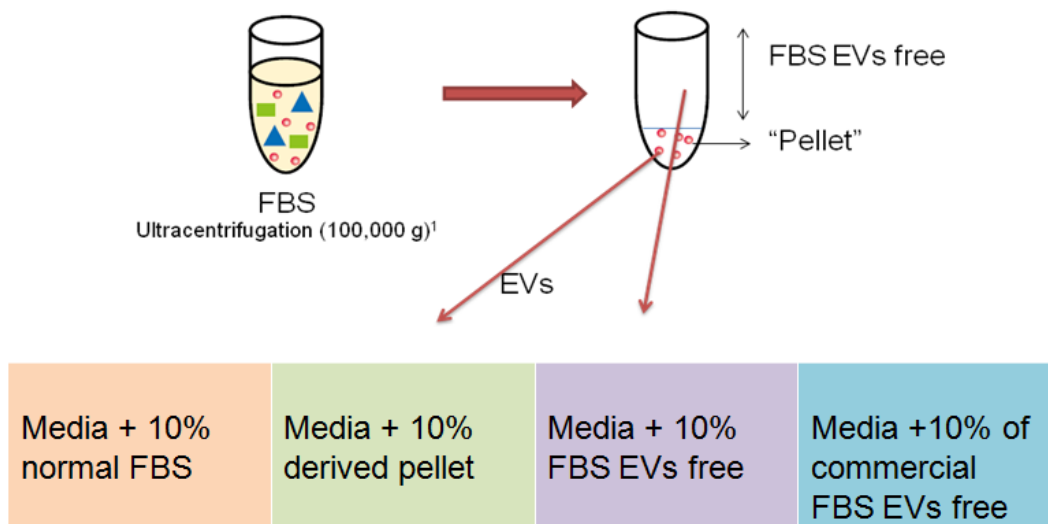 FBS EVs free
“Pellet”
FBS
Ultracentrifugation (100,000 g)¹
EVs
Media + 10%
normal FBS
Media + 10%
derived pellet
Media + 10%
FBS EVs free
Media +10% of
commercial
FBS EVs free